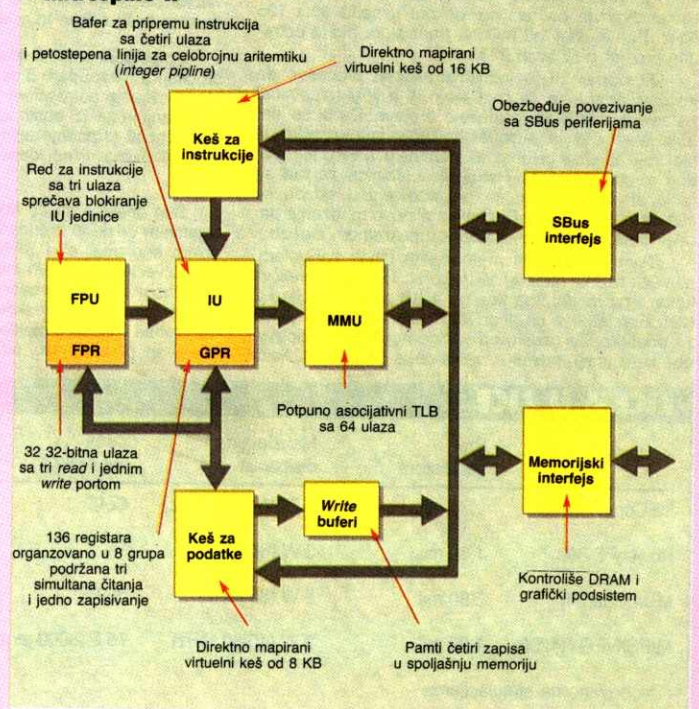 Bafer za pripremu instrukcija
sa četiri ulaza
i petostepena linija za celobrojnu aritemtiku
(integer pipline)
Direktno mapirani
virtuelni keš od 16 KB
Obezbeđuje povezivanje
sa SBus periferijama
Keš za
instrukcije
Red za instrukcije
sa tri ulaza
sprečava blokiranje
IU jedinice
SBus
interfejs
FPU
IU
MMU
FPR
GPR
Potpuno asocijativni TLB
sa 64 ulaza
32 32-bitna ulaza
sa tri read i jednim
write portom
Memorijski
interfejs
136 registara
organzovano u 8 grupa
podržana tri
simultana čitanja
i jedno zapisivanje
Keš za
podatke
Write
buferi
Kontroliše DRAM i
grafički podsistem
Direktno mapirani
virtuelni keš od 8 KB
Pamti četiri zapisa
u spoljašnju memoriju